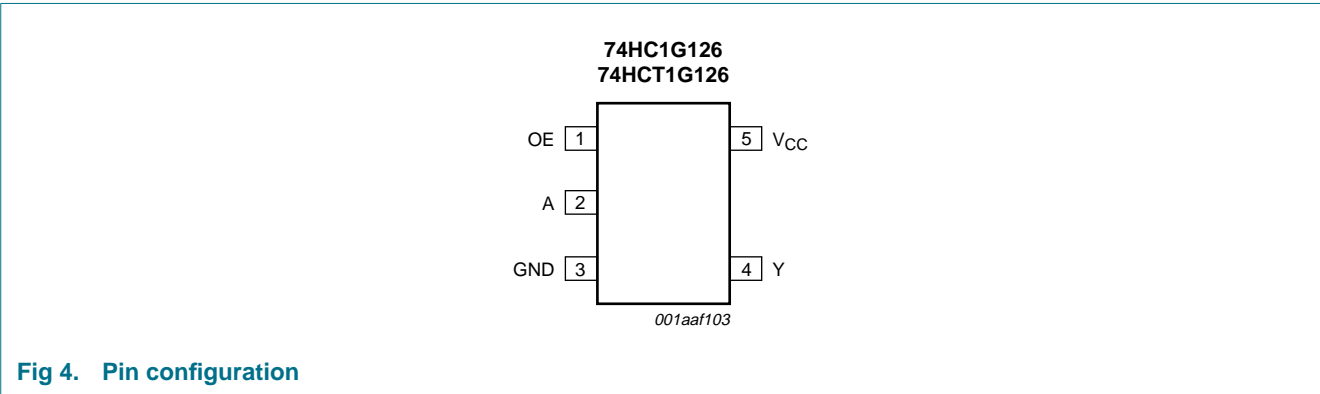 74HC1G126
74HCT1G126
OE 1
5 VCC
A 2
GND 3
4 Y
001aaf103
Fig 4. Pin configuration